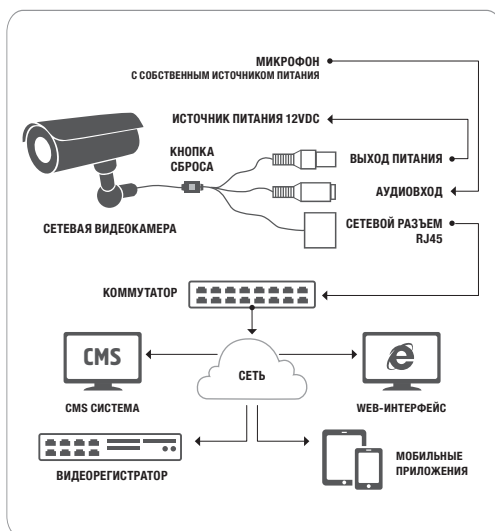 МИКРОФОН
С СОБСТВЕННЫМ ИСТОЧНИКОМ ПИТАНИЯ
ИСТОЧНИК ПИТАНИЯ 12VDC
КНОПКА
СБРОСА
ВЫХОД ПИТАНИЯ
АУДИОВХОД
СЕТЕВАЯ ВИДЕОКАМЕРА
СЕТЕВОЙ РАЗЪЕМ
RJ45
КОММУТАТОР
CMS
СЕТЬ
CMS СИСТЕМА
WEB-ИНТЕРФЕЙС
ВИДЕОРЕГИСТРАТОР
МОБИЛЬНЫЕ
ПРИЛОЖЕНИЯ